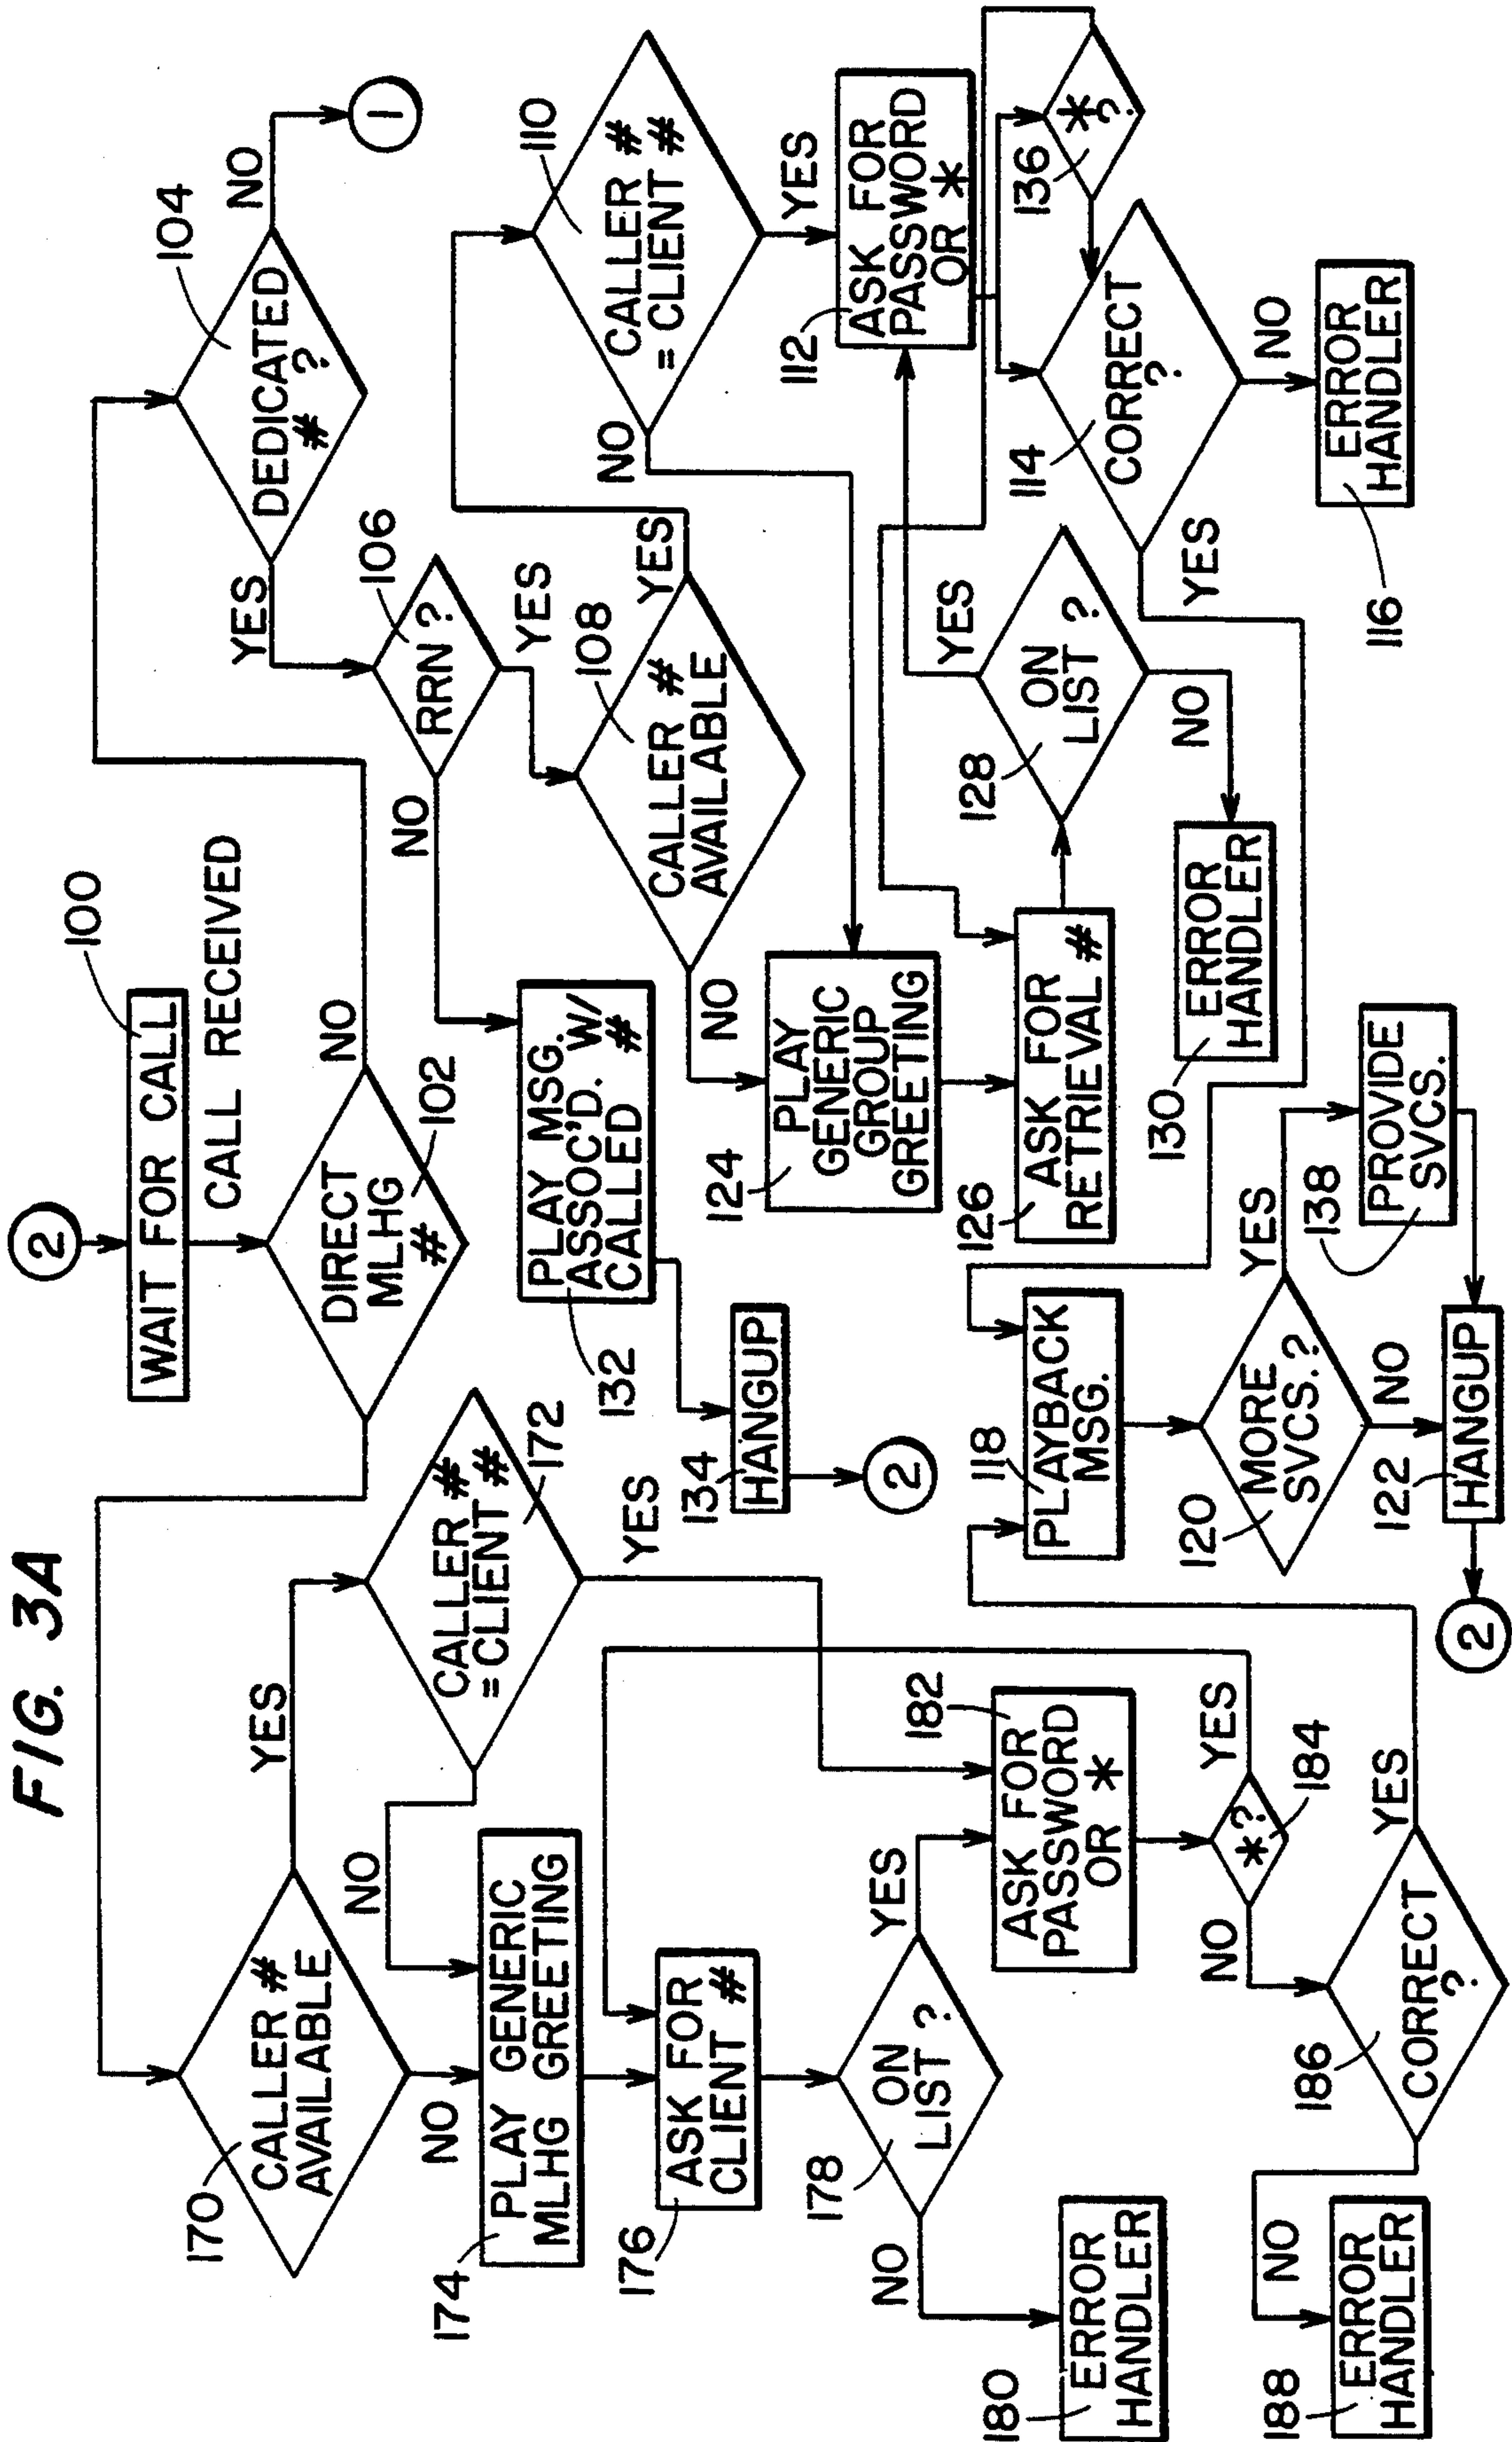 FIG. 3A
2
WAIT FOR CALL
100
CALL RECEIVED
DIRECT
MLHG
#
102
NO
DEDICATED
#?
104
NO
1
YES
RRN ?
106
NO
YES
CALLER #
AVAILABLE
108
NO
YES
CALLER #
= CLIENT #
110
NO
YES
ASK FOR
PASSWORD
OR *
112
*?
136
CORRECT
?
114
NO
YES
ERROR
HANDLER
116
PLAY MSG.
ASSOC'D. W/
CALLED #
132
HANGUP
134
2
PLAY
GENERIC
GROUP
GREETING
124
ASK FOR
RETRIEVAL #
126
ON
LIST ?
128
YES
NO
ERROR
HANDLER
130
PLAYBACK
MSG.
118
MORE
SVCS. ?
120
YES
NO
PROVIDE
SVCS.
138
HANGUP
122
2
CALLER #
AVAILABLE
170
YES
NO
CALLER #
=CLIENT #
172
NO
YES
PLAY GENERIC
MLHG GREETING
174
ASK FOR
CLIENT #
176
ON
LIST ?
178
YES
NO
ERROR
HANDLER
180
ASK FOR
PASSWORD
OR *
182
*?
184
YES
NO
CORRECT
?
186
YES
NO
ERROR
HANDLER
188